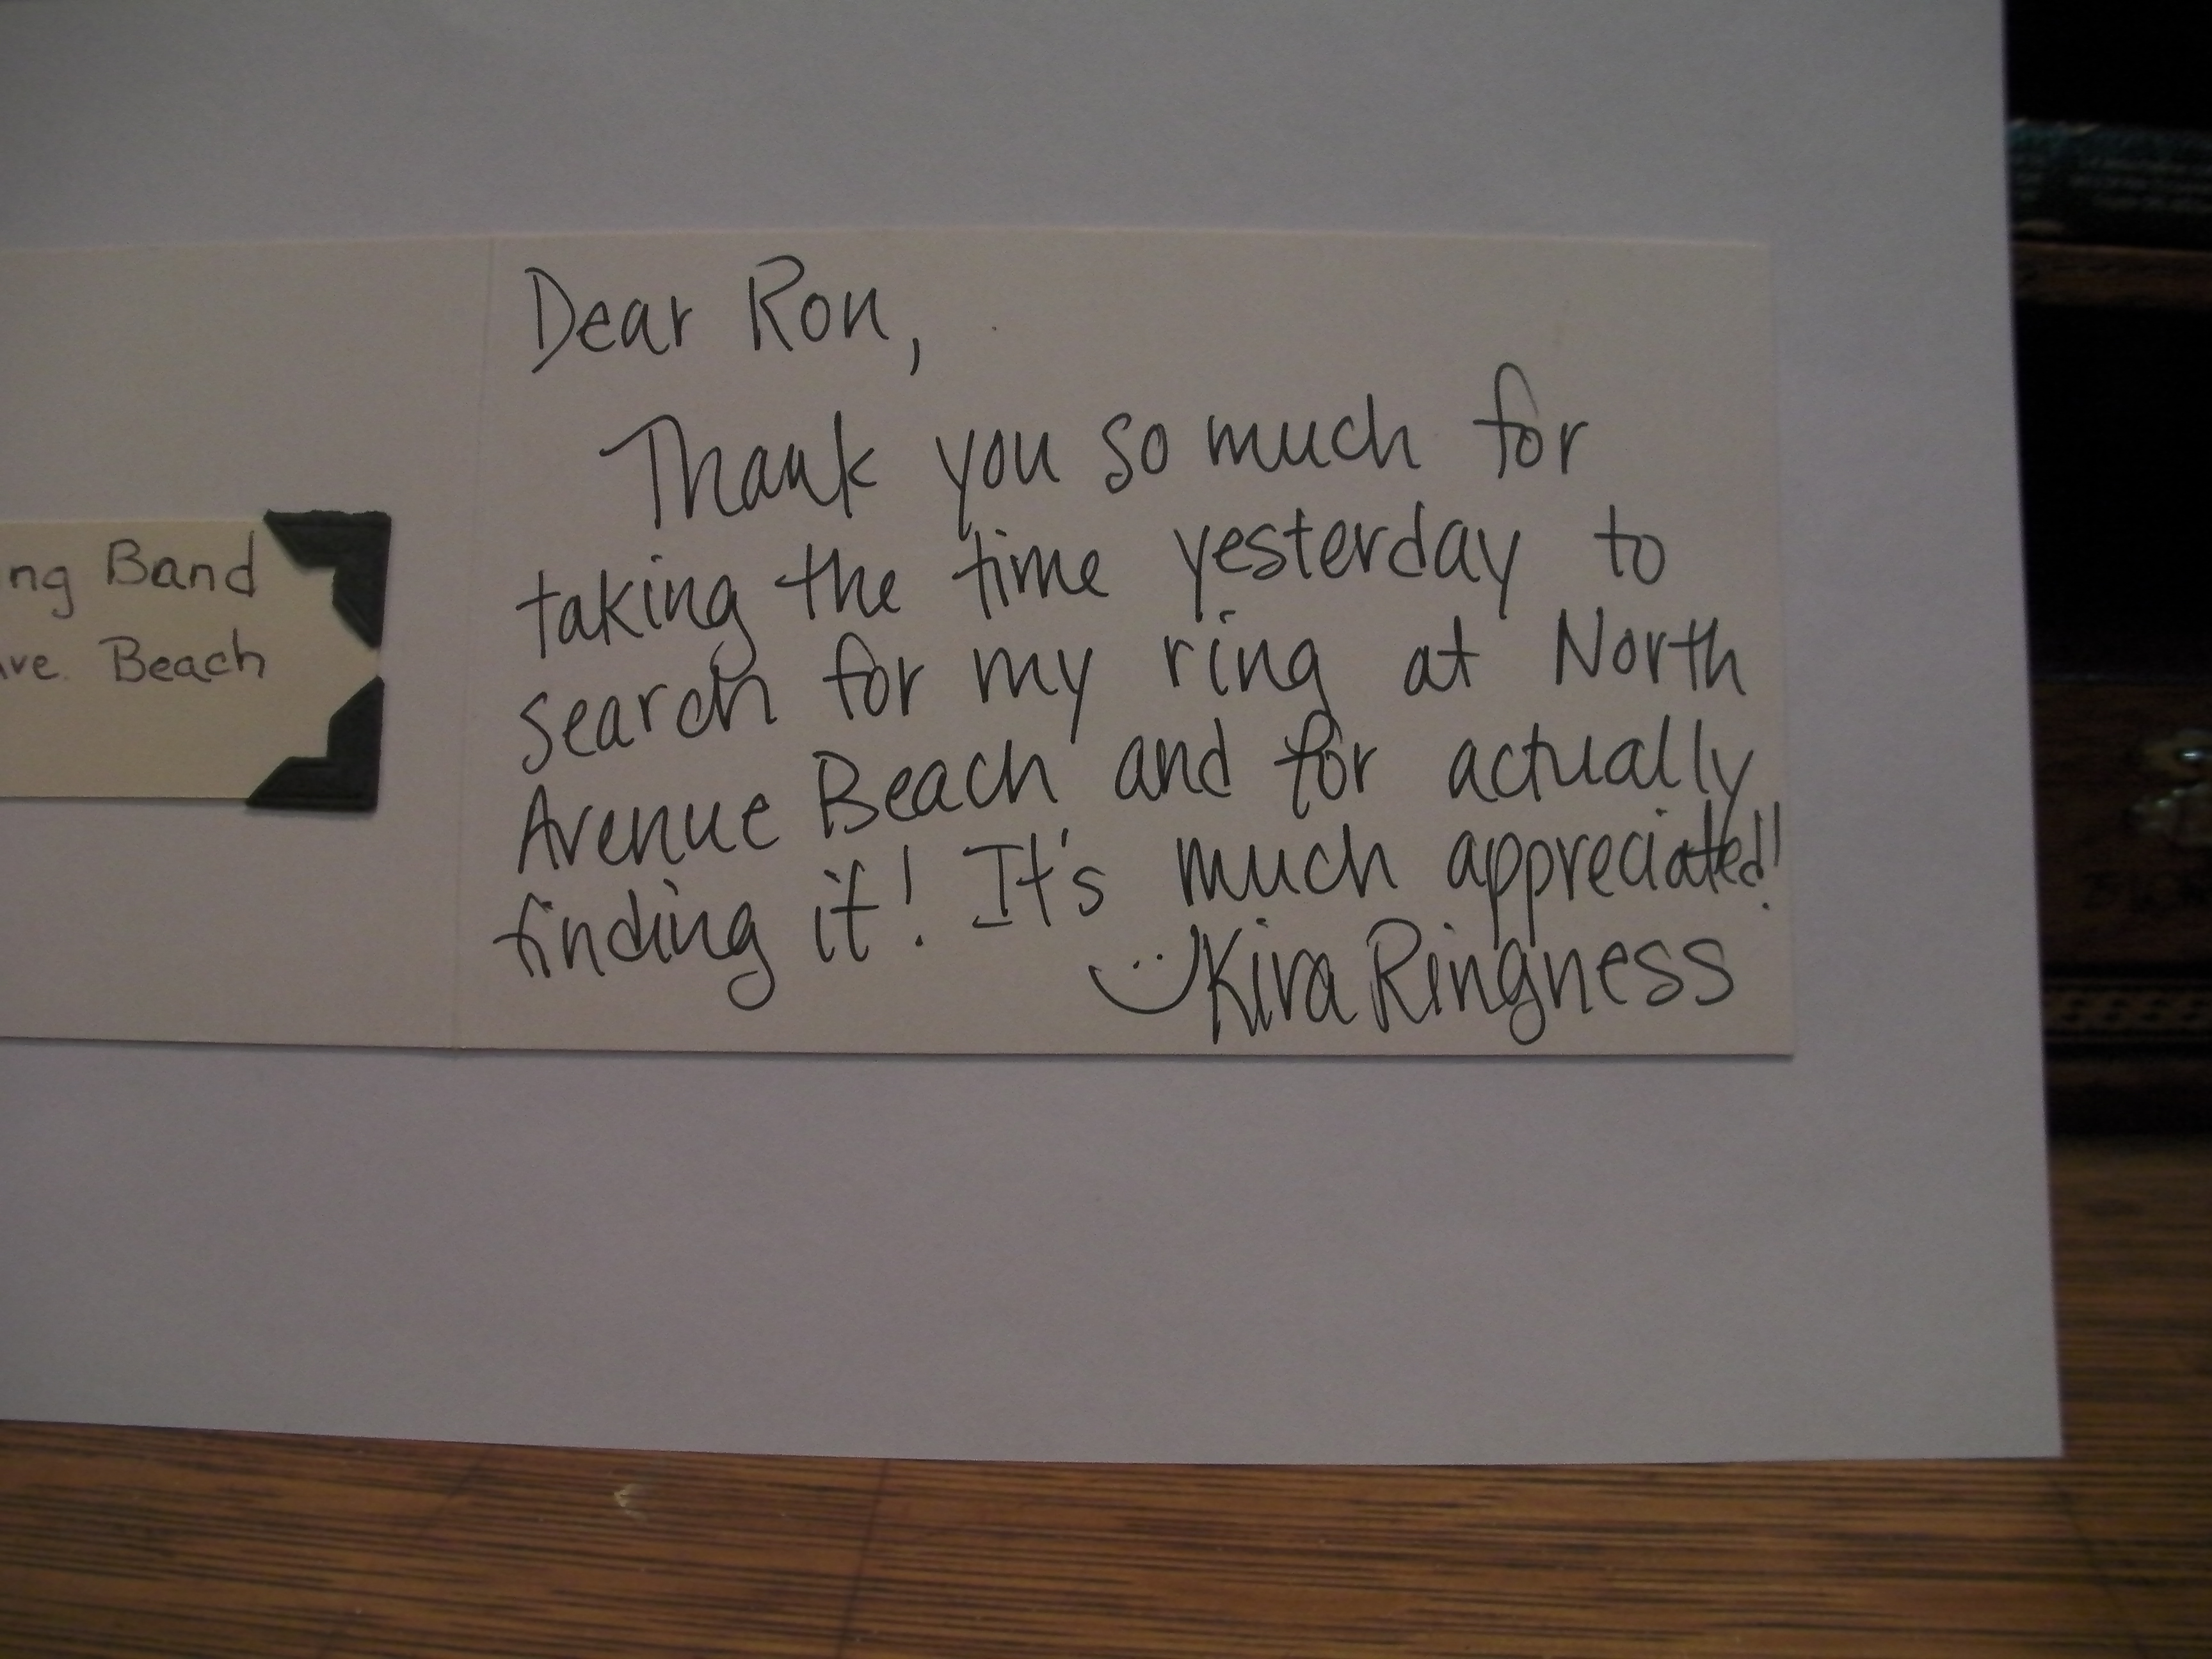 ng Band
ve. Beach
Dear Ron,
Thank you so much for
taking the time yesterday to
search for my ring at North
Avenue Beach and for actually
finding it! It's much appreciated!
Kira Ringness